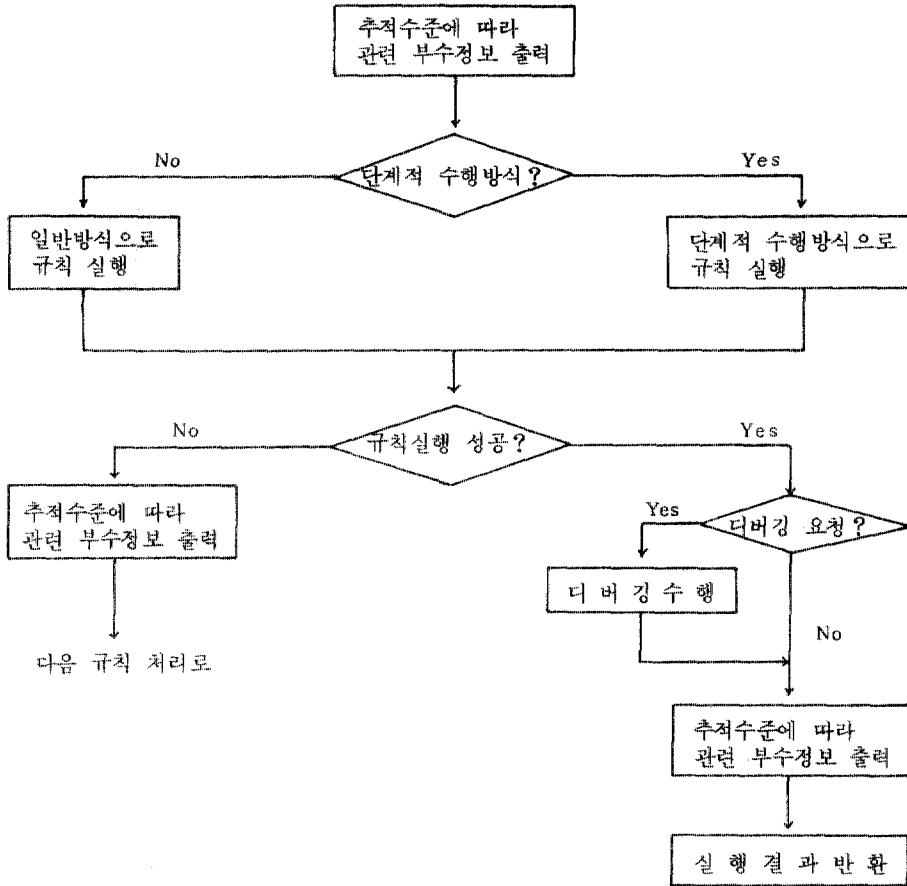 추적수준에 따라
관련 부수정보 출력
No
단계적 수행방식?
Yes
일반방식으로
규칙 실행
단계적 수행방식으로
규칙 실행
No
규칙실행 성공?
Yes
추적수준에 따라
관련 부수정보 출력
Yes
디버깅 요청?
디 버 깅 수 행
No
다음 규칙 처리로
추적수준에 따라
관련 부수정보 출력
실 행 결 과 반 환